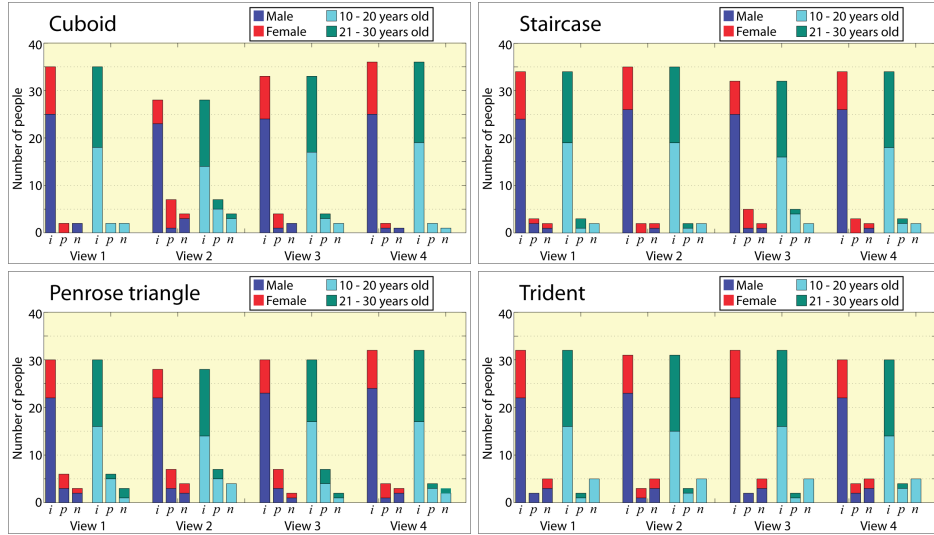 Cuboid
Male
10 - 20 years old
Female
21 - 30 years old
Number of people
40
30
20
10
0
i p n i p n i p n i p n i p n i p n i p n i p n
View 1 View 2 View 3 View 4
Staircase
Male
10 - 20 years old
Female
21 - 30 years old
Number of people
40
30
20
10
0
i p n i p n i p n i p n i p n i p n i p n i p n
View 1 View 2 View 3 View 4
Penrose triangle
Male
10 - 20 years old
Female
21 - 30 years old
Number of people
40
30
20
10
0
i p n i p n i p n i p n i p n i p n i p n i p n
View 1 View 2 View 3 View 4
Trident
Male
10 - 20 years old
Female
21 - 30 years old
Number of people
40
30
20
10
0
i p n i p n i p n i p n i p n i p n i p n i p n
View 1 View 2 View 3 View 4